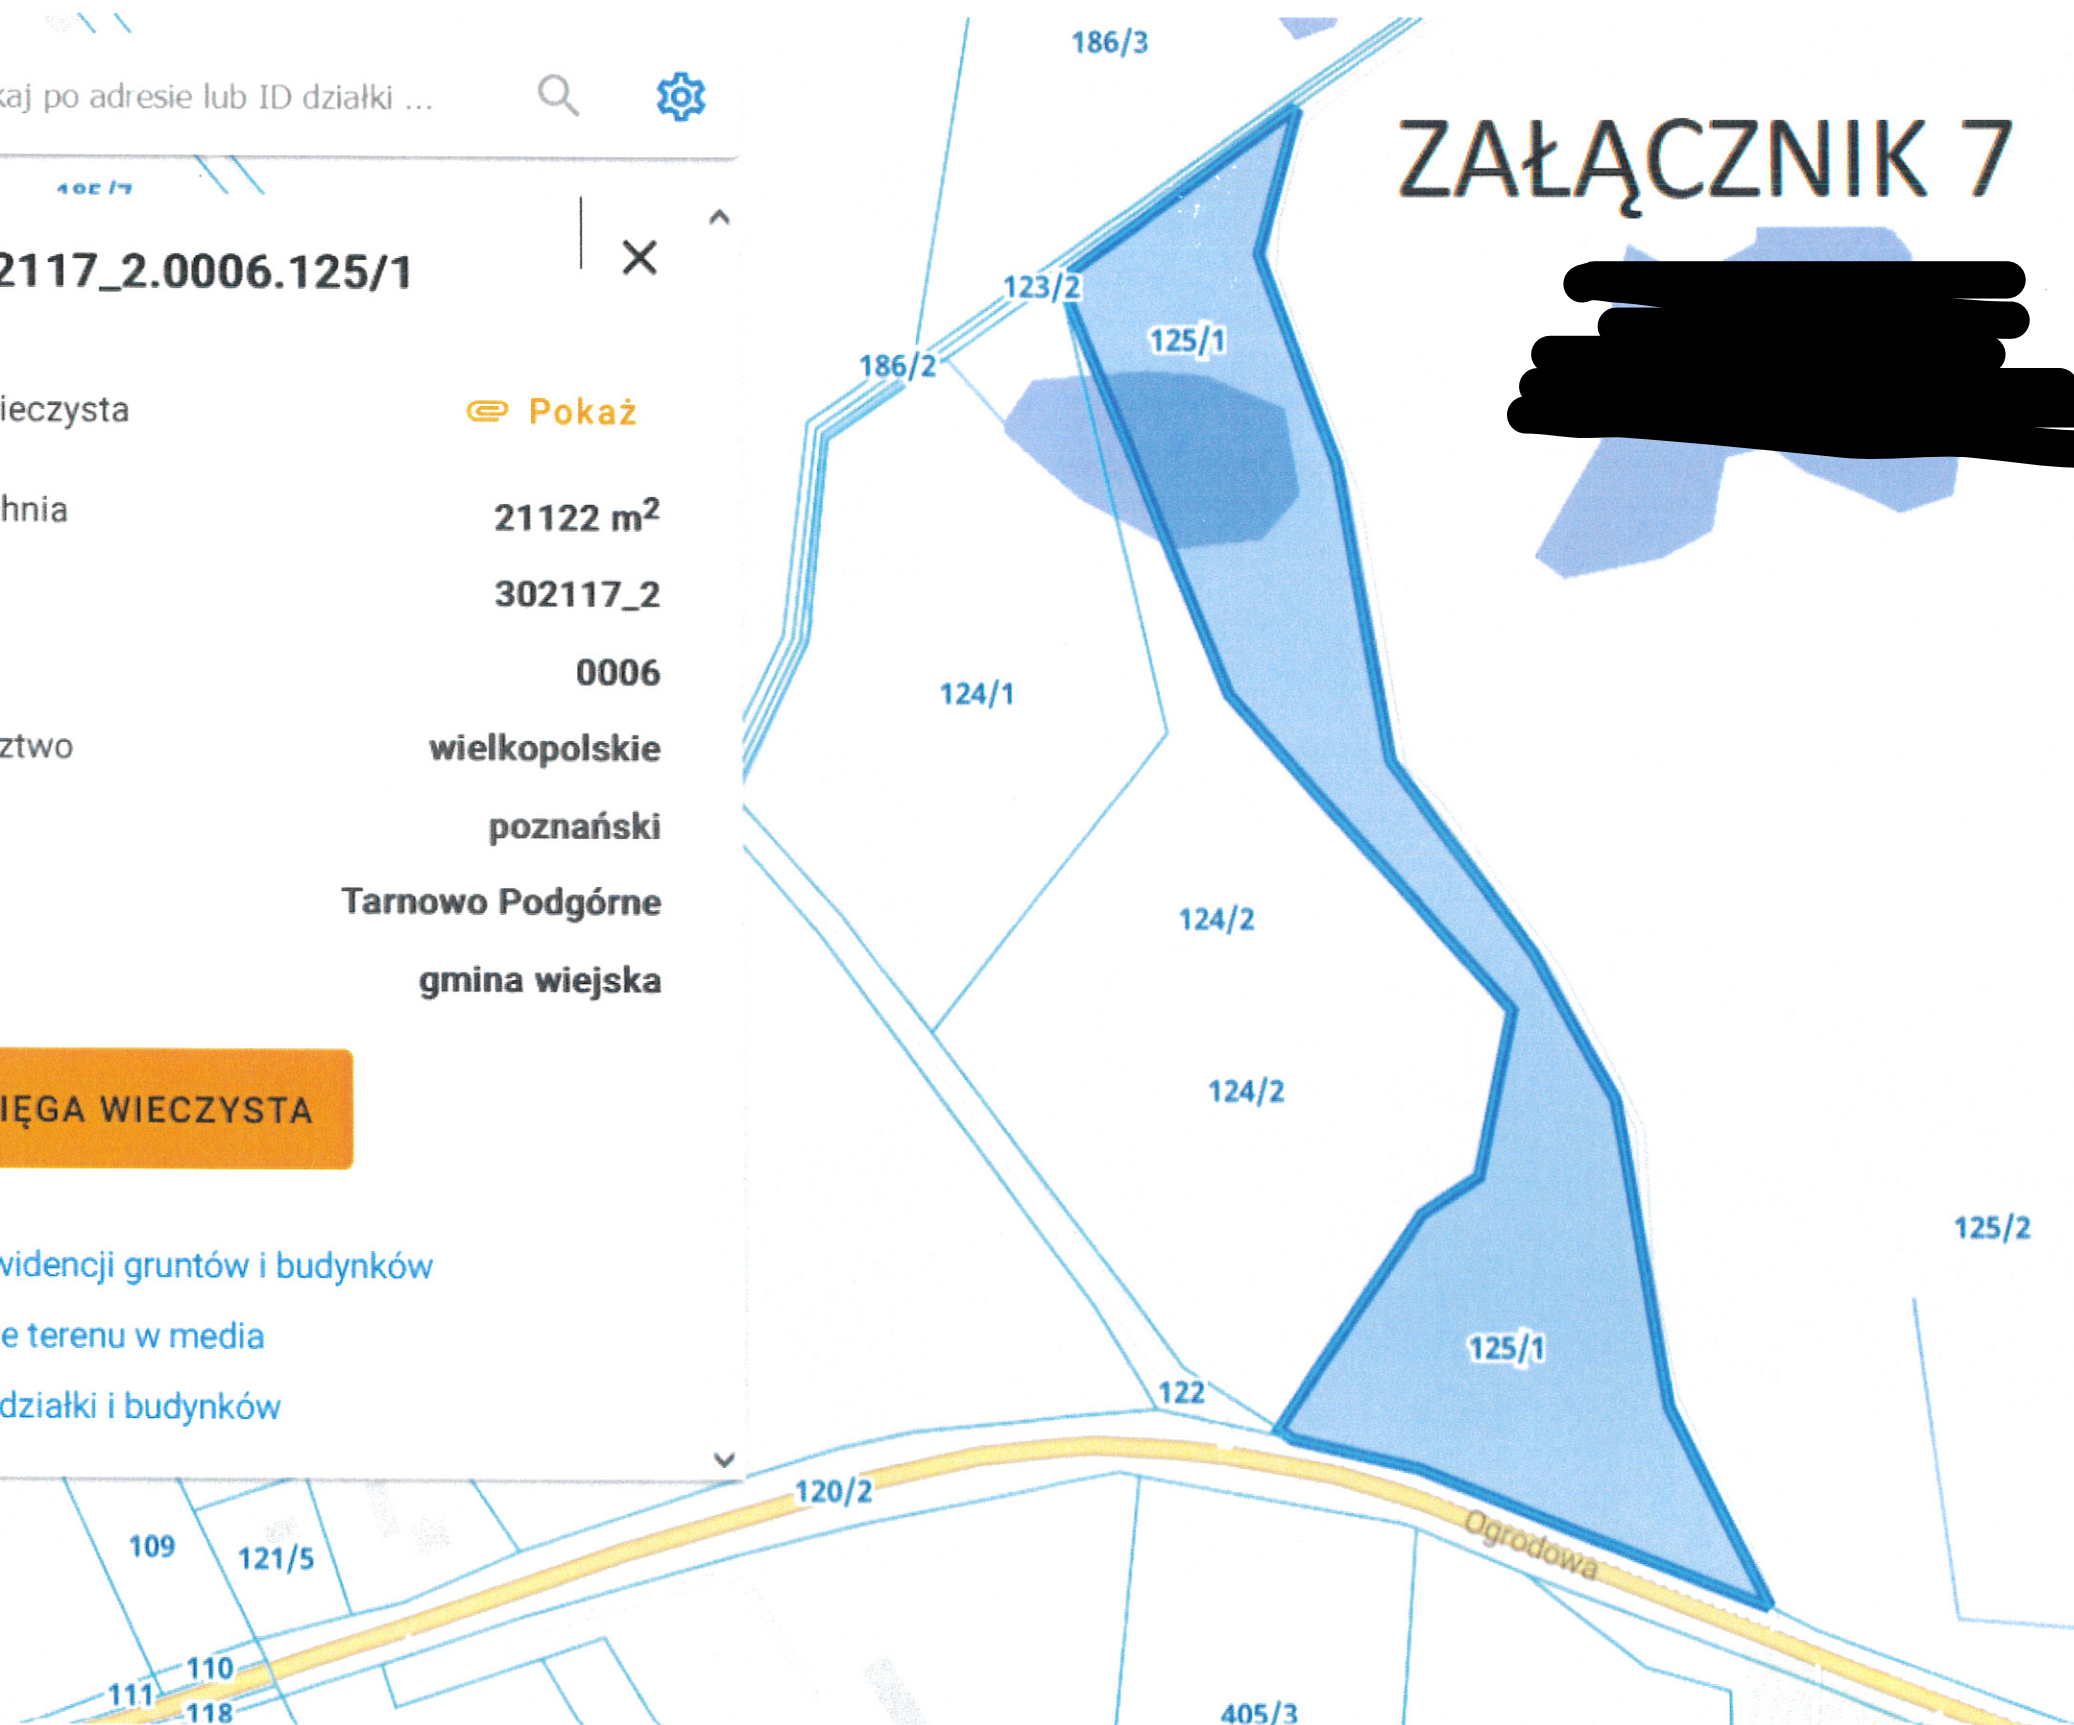 186/3
kaj po adresie lub ID działki ...
ZAŁĄCZNIK 7
185/7
2117_2.0006.125/1
123/2
125/1
186/2
ieczysta
Pokaż
hnia
21122 m²
302117_2
0006
124/1
ztwo
wielkopolskie
poznański
Tarnowo Podgórne
124/2
gmina wiejska
124/2
IĘGA WIECZYSTA
125/2
widencji gruntów i budynków
e terenu w media
125/1
122
działki i budynków
120/2
Ogrodowa
109
121/5
110
111
118
405/3